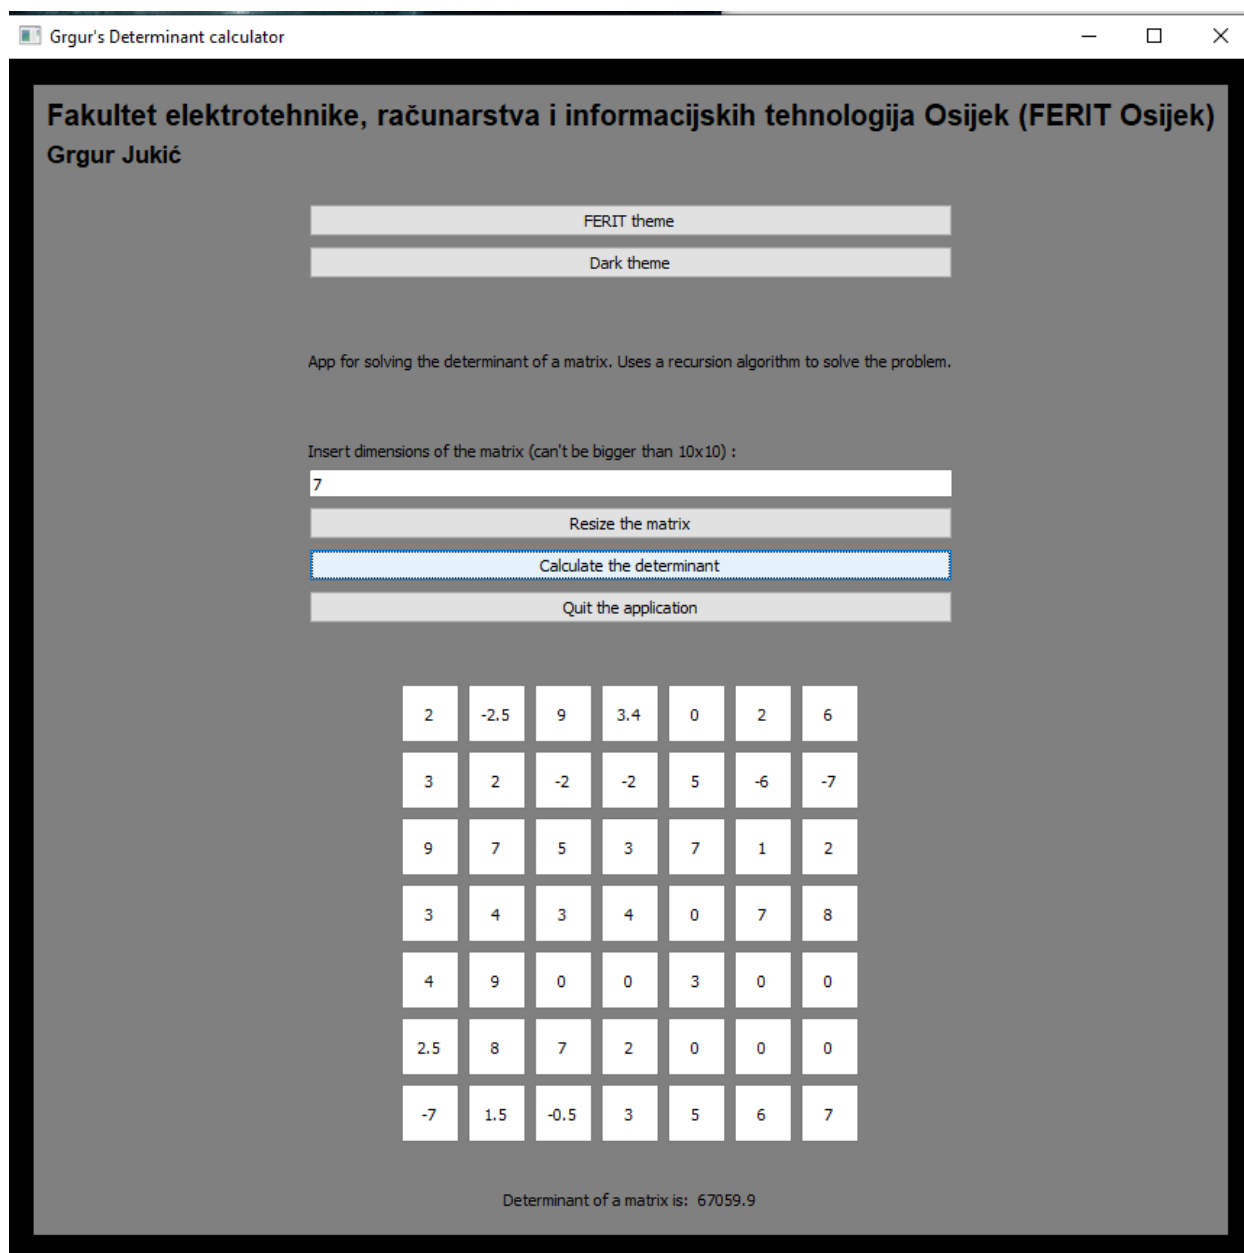 Grgur's Determinant calculator
Fakultet elektrotehnike, računarstva i informacijskih tehnologija Osijek (FERIT Osijek)
Grgur Jukić
FERIT theme
Dark theme
App for solving the determinant of a matrix. Uses a recursion algorithm to solve the problem.
Insert dimensions of the matrix (can't be bigger than 10x10) :
7
Resize the matrix
Calculate the determinant
Quit the application
2 -2.5 9 3.4 0 2 6
3 2 -2 -2 5 -6 -7
9 7 5 3 7 1 2
3 4 3 4 0 7 8
4 9 0 0 3 0 0
2.5 8 7 2 0 0 0
-7 1.5 -0.5 3 5 6 7
Determinant of a matrix is: 67059.9